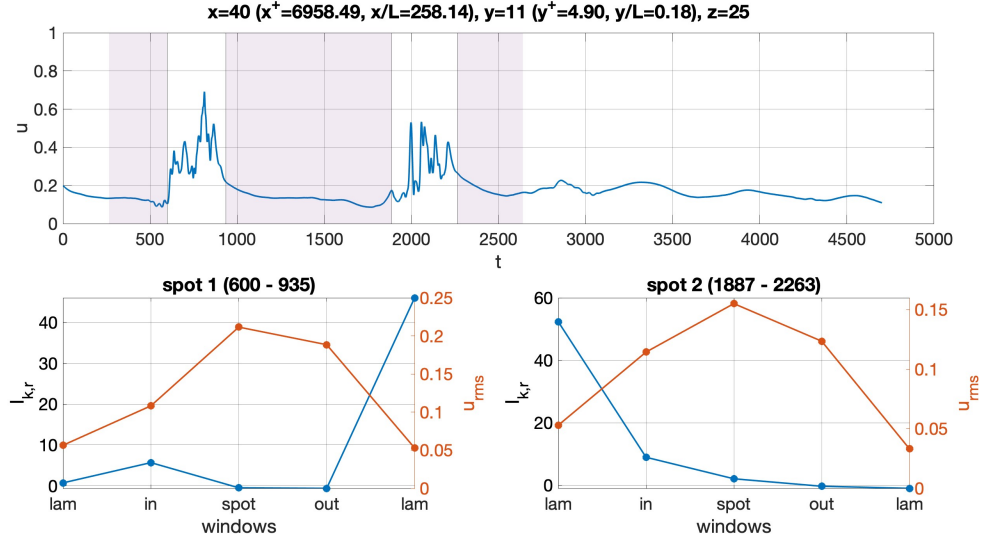 x=40 (x+=6958.49, x/L=258.14), y=11 (y+=4.90, y/L=0.18), z=25
1
0.8
0.6
0.4
0.2
0
u
0 500 1000 1500 2000 2500 3000 3500 4000 4500 5000
t
spot 1 (600 - 935)
40
30
20
10
0
I_k,r
0.25
0.2
0.15
0.1
0.05
0
u_rms
lam in spot out lam
windows
spot 2 (1887 - 2263)
60
40
20
0
I_k,r
0.15
0.1
0.05
0
u_rms
lam in spot out lam
windows